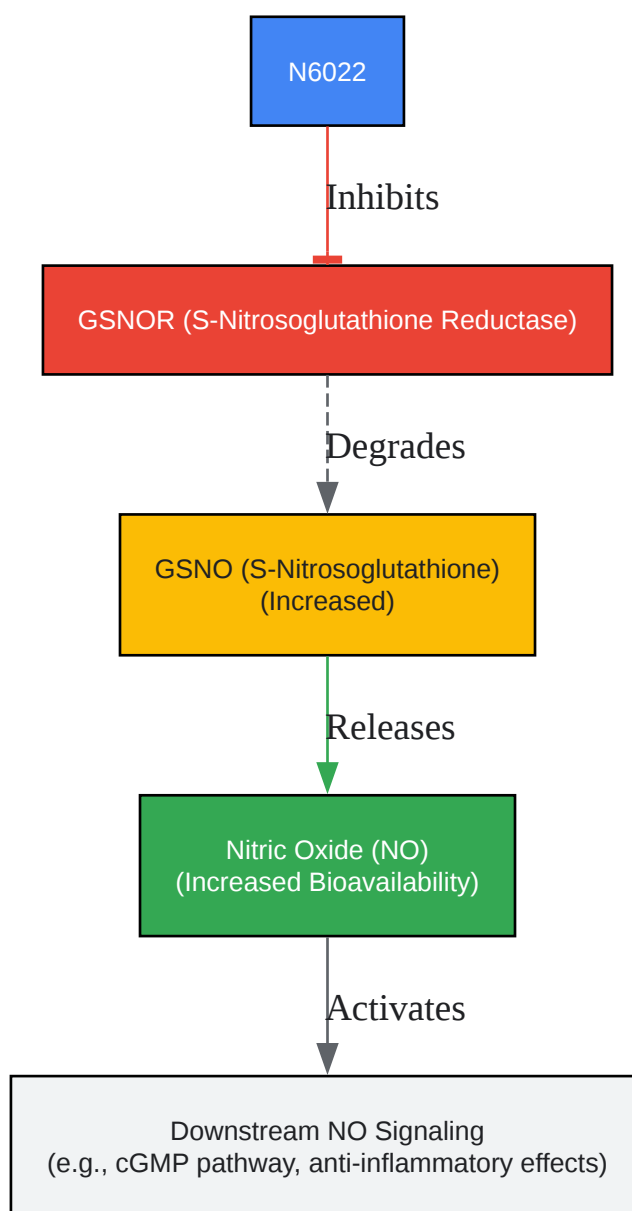 N6022
Inhibits
GSNOR (S-Nitrosoglutathione Reductase)
Degrades
GSNO (S-Nitrosoglutathione)
(Increased)
Releases
Nitric Oxide (NO)
(Increased Bioavailability)
Activates
Downstream NO Signaling
(e.g., cGMP pathway, anti-inflammatory effects)